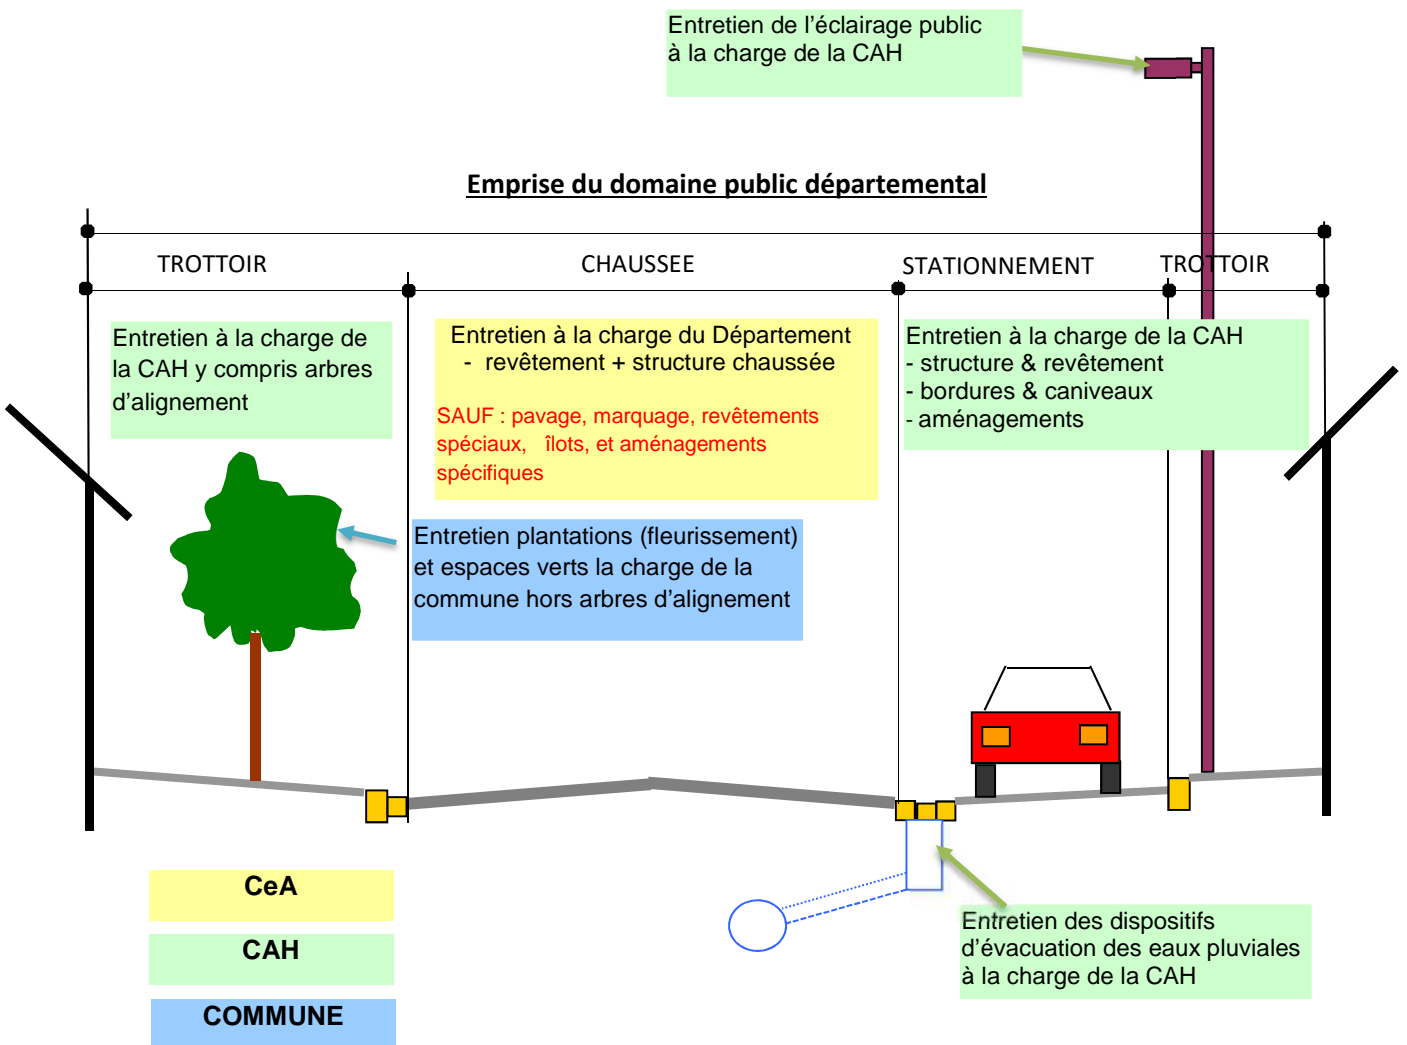 Entretien de l'éclairage public
à la charge de la CAH
Emprise du domaine public départemental
TROTTOIR
CHAUSSEE
STATIONNEMENT
TROTTOIR
Entretien à la charge de
la CAH y compris arbres
d'alignement
Entretien à la charge du Département
- revêtement + structure chaussée
SAUF : pavage, marquage, revêtements
spéciaux, îlots, et aménagements
spécifiques
Entretien à la charge de la CAH
- structure & revêtement
- bordures & caniveaux
- aménagements
Entretien plantations (fleurissement)
et espaces verts la charge de la
commune hors arbres d'alignement
Entretien des dispositifs
d'évacuation des eaux pluviales
à la charge de la CAH
CeA
CAH
COMMUNE